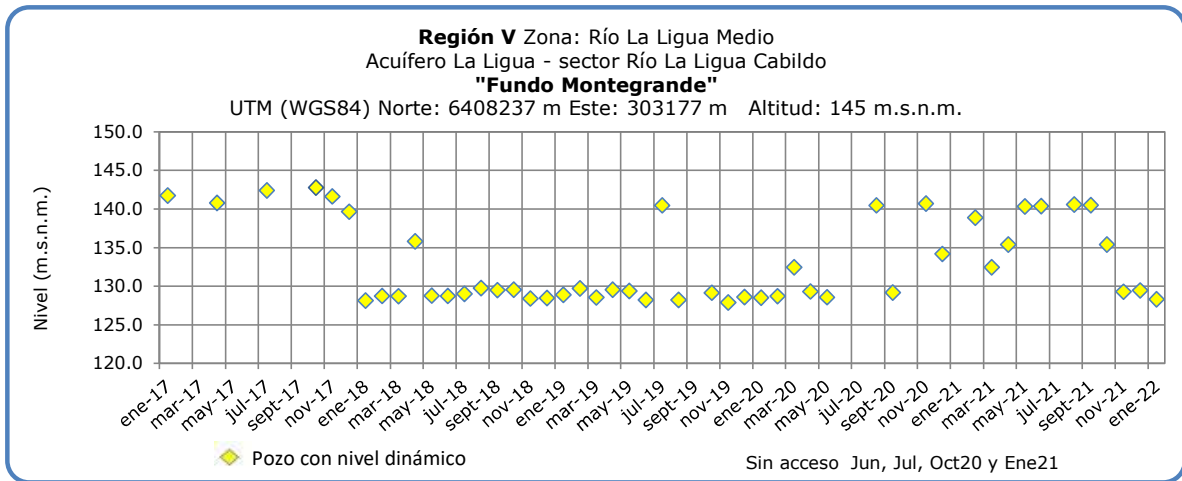 Región V Zona: Río La Ligua Medio
Acuífero La Ligua - sector Río La Ligua Cabildo
"Fundo Montegrande"
UTM (WGS84) Norte: 6408237 m Este: 303177 m Altitud: 145 m.s.n.m.
150.0
145.0
140.0
135.0
130.0
125.0
120.0
Nivel (m.s.n.m.)
ene-17
mar-17
may-17
jul-17
sept-17
nov-17
ene-18
mar-18
may-18
jul-18
sept-18
nov-18
ene-19
mar-19
may-19
jul-19
sept-19
nov-19
ene-20
mar-20
may-20
jul-20
sept-20
nov-20
ene-21
mar-21
may-21
jul-21
sept-21
nov-21
ene-22
Pozo con nivel dinámico
Sin acceso Jun, Jul, Oct20 y Ene21